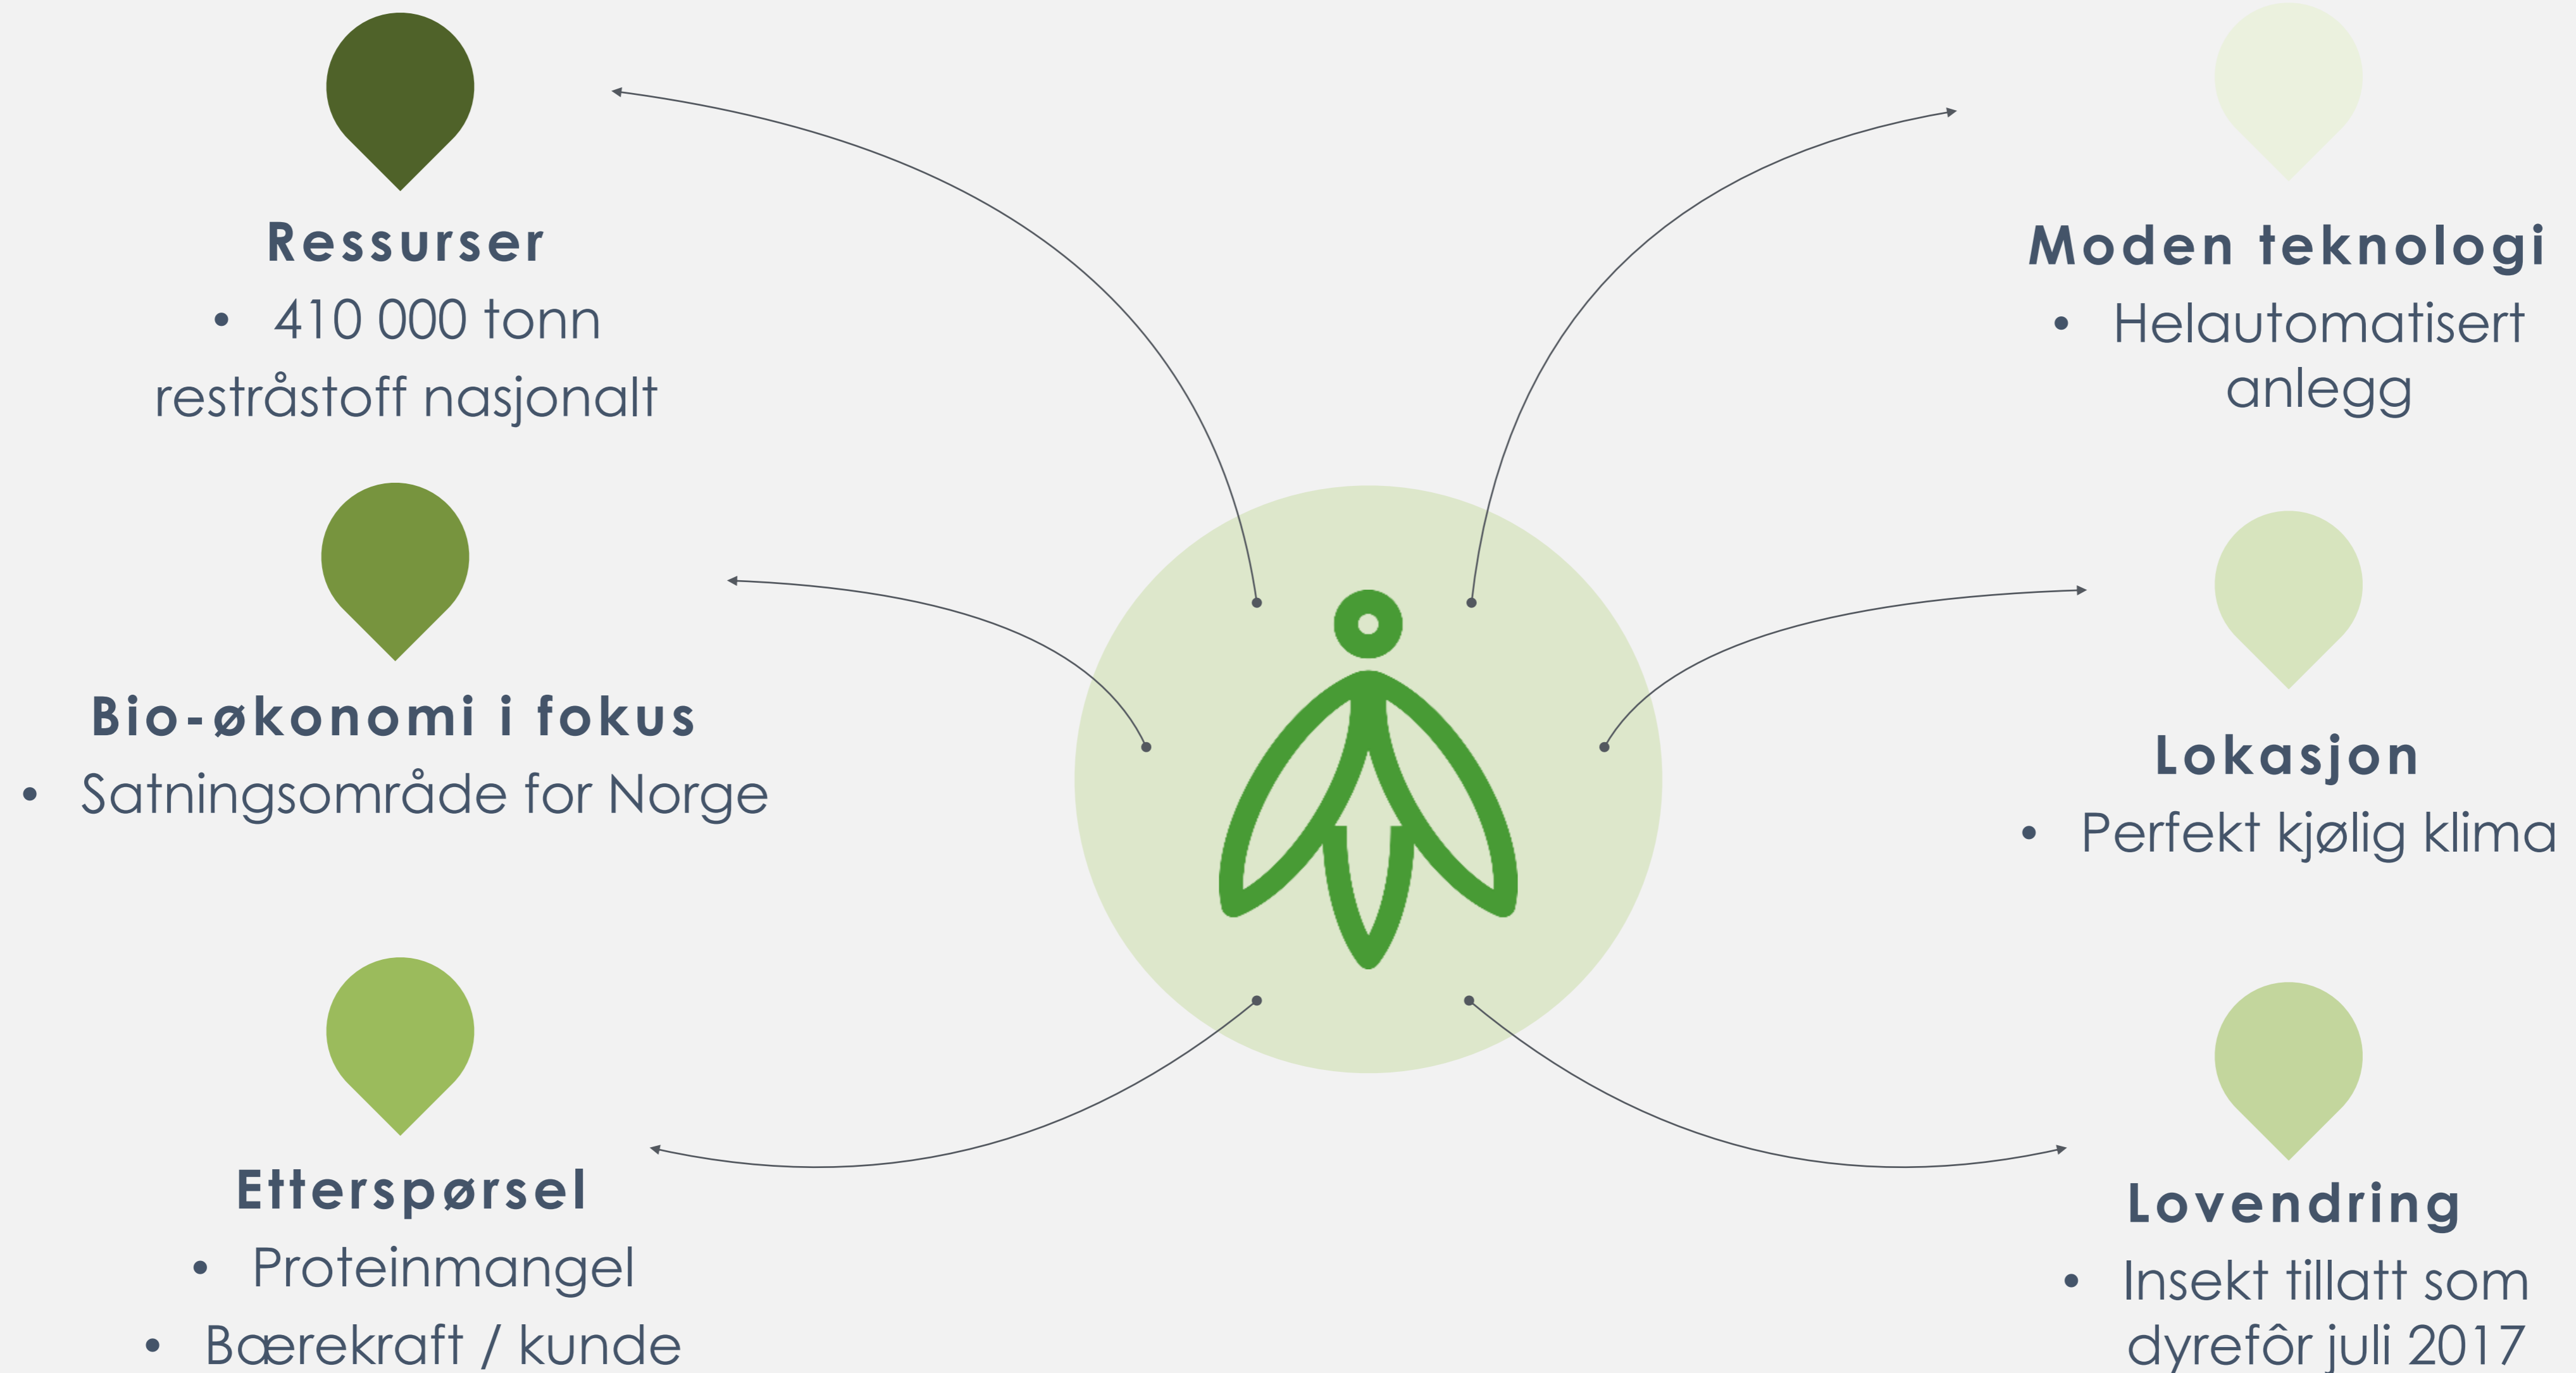 Ressurser
• 410 000 tonn
restråstoff nasjonalt
Bio-økonomi i fokus
• Satningsområde for Norge
Etterspørsel
• Proteinmangel
• Bærekraft / kunde
Moden teknologi
• Helautomatisert
anlegg
Lokasjon
• Perfekt kjølig klima
Lovendring
• Insekt tillatt som
dyrefôr juli 2017